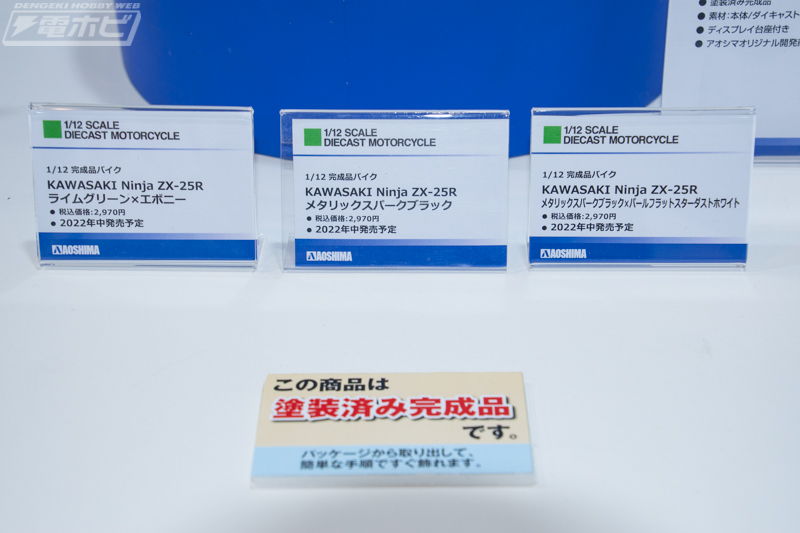 DENGEKI HOBBY WEB
電ホビ
塗装済み完成品
● 素材:本体/ダイキャスト
● ディスプレイ台座付き
● アオシマオリジナル開発
1/12 SCALE
DIECAST MOTORCYCLE
1/12 完成品バイク
KAWASAKI Ninja ZX-25R
ライムグリーン×エボニー
● 税込価格:2,970円
● 2022年中発売予定
AOSHIMA
1/12 SCALE
DIECAST MOTORCYCLE
1/12 完成品バイク
KAWASAKI Ninja ZX-25R
メタリックスパークブラック
● 税込価格:2,970円
● 2022年中発売予定
AOSHIMA
1/12 SCALE
DIECAST MOTORCYCLE
1/12 完成品バイク
KAWASAKI Ninja ZX-25R
メタリックスパークブラック×パールフラットスターダストホワイト
● 税込価格:2,970円
● 2022年中発売予定
AOSHIMA
この商品は
塗装済み完成品
です。
パッケージから取り出して、
簡単な手順ですぐ飾れます。